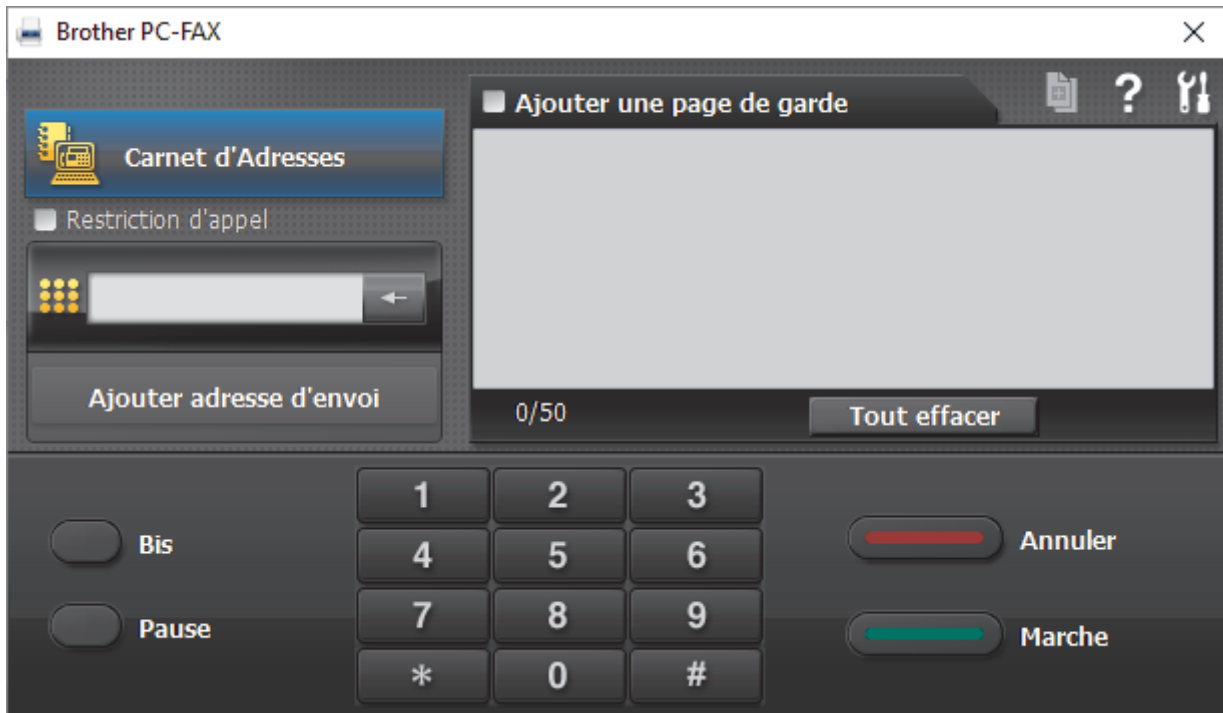 Brother PC-FAX
Carnet d'Adresses
Restriction d'appel
Ajouter adresse d'envoi
Ajouter une page de garde
?
0/50
Tout effacer
Bis
Pause
1 2 3
4 5 6
7 8 9
* 0 #
Annuler
Marche